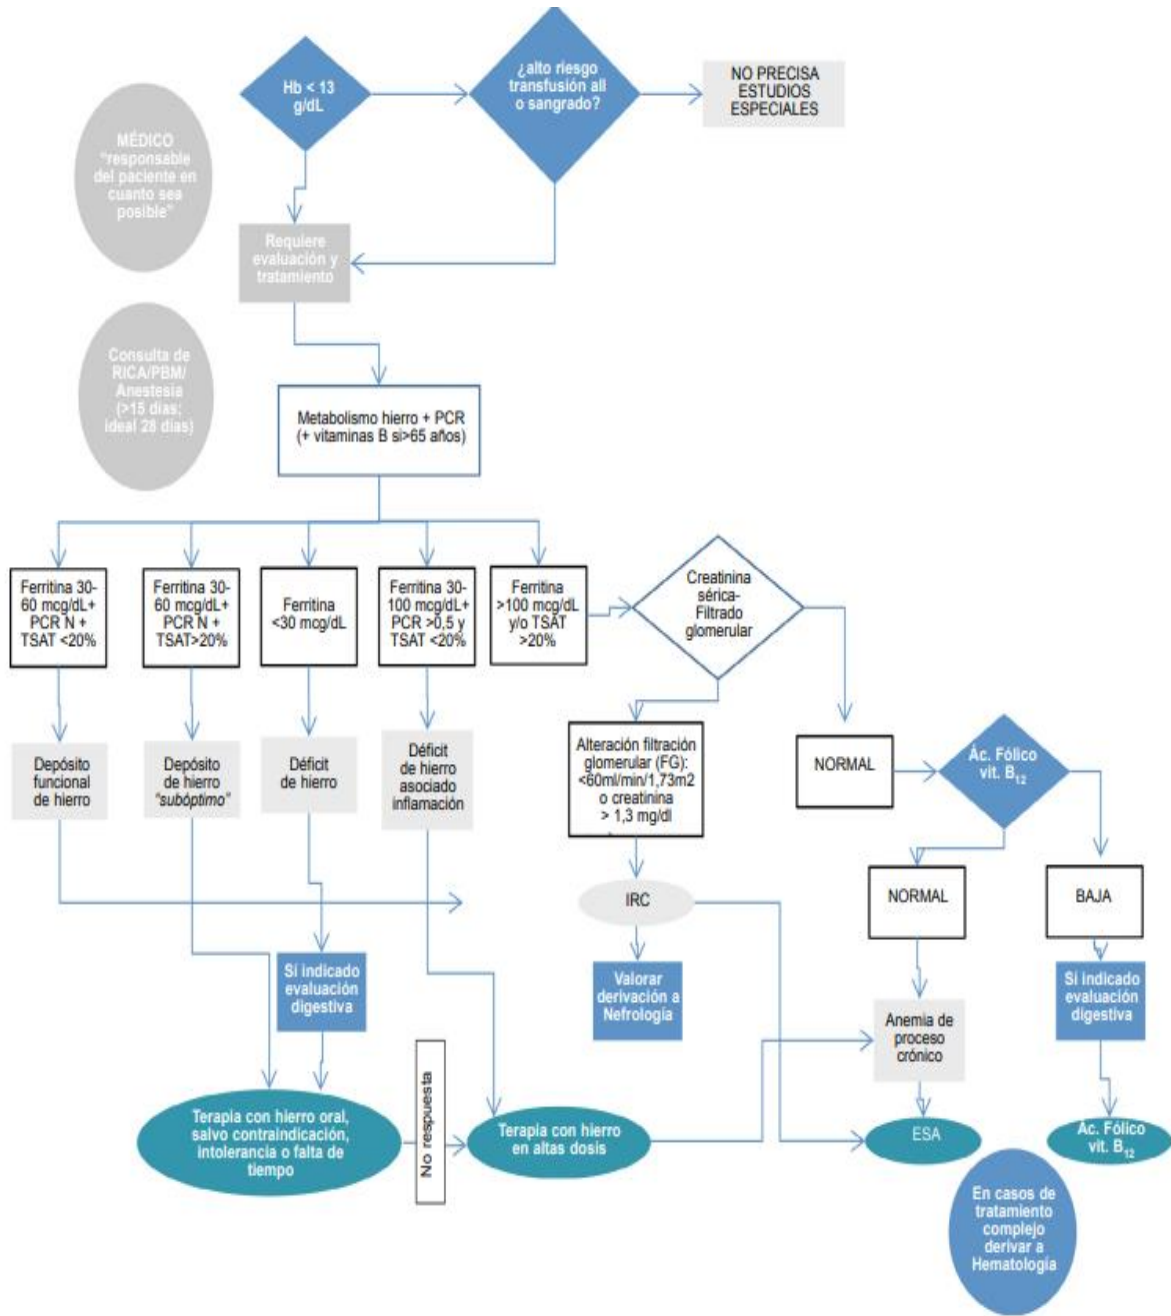 Hb < 13
g/dL
¿alto riesgo
transfusión all
o sangrado?
NO PRECISA
ESTUDIOS
ESPECIALES
MÉDICO
"responsable
del paciente en
cuanto sea
posible"
Requiere
evaluación y
tratamiento
Consulta de
RICA/PBM/
Anestesia
(>15 días;
ideal 28 días)
Metabolismo hierro + PCR
(+ vitaminas B si>65 años)
Ferritina 30-
60 mcg/dL+
PCR N +
TSAT <20%
Ferritina 30-
60 mcg/dL+
PCR N +
TSAT>20%
Ferritina
<30 mcg/dL
Ferritina 30-
100 mcg/dL+
PCR >0,5 y
TSAT <20%
Ferritina
>100 mcg/dL
y/o TSAT
>20%
Creatinina
sérica-
Filtrado
glomerular
Depósito
funcional
de hierro
Depósito
de hierro
"subóptimo"
Déficit
de hierro
Déficit
de hierro
asociado
inflamación
Alteración filtración
glomerular (FG):
<60ml/min/1,73m2
o creatinina
> 1,3 mg/dl
NORMAL
Ác. Fólico
vit. B12
IRC
NORMAL
BAJA
Sí indicado
evaluación
digestiva
Valorar
derivación a
Nefrología
Anemia de
proceso
crónico
Sí indicado
evaluación
digestiva
Terapia con hierro oral,
salvo contraindicación,
intolerancia o falta de
tiempo
No respuesta
Terapia con hierro
en altas dosis
ESA
Ác. Fólico
vit. B12
En casos de
tratamiento
complejo
derivar a
Hematología